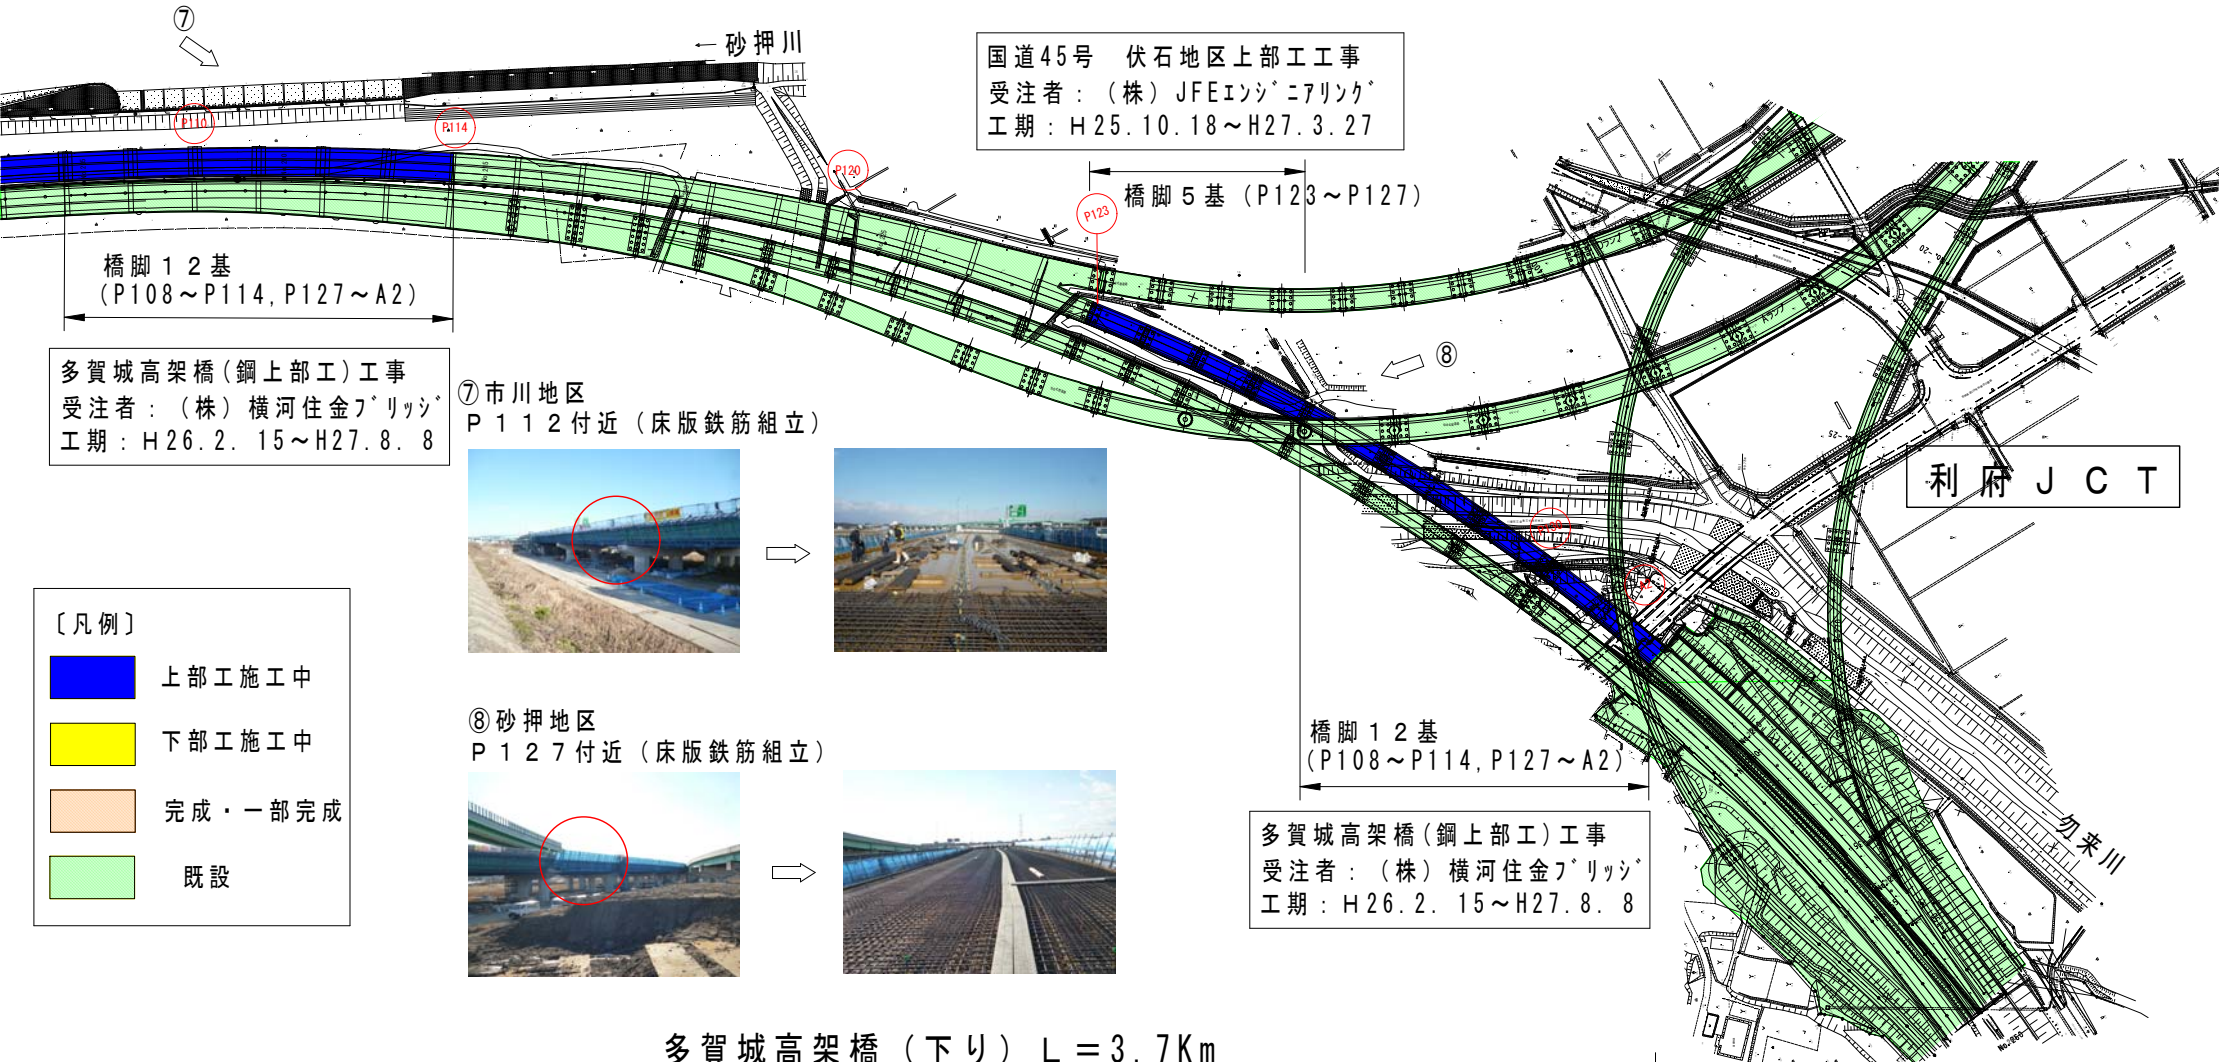 ⑦
← 砂押川
国道45号　伏石地区上部工工事
受注者：（株）JFEｴﾝｼﾞﾆｱﾘﾝｸﾞ
工期：H25.10.18～H27.3.27
P110
P114
P120
P123
橋脚５基（P123～P127）
橋脚１２基
（P108～P114,P127～A2）
多賀城高架橋(鋼上部工)工事
受注者：（株）横河住金ﾌﾞﾘｯｼﾞ
工期：H26.2. 15～H27.8. 8
⑧
⑦市川地区
Ｐ１１２付近（床版鉄筋組立）
利府ＪＣＴ
A2
〔凡例〕
上部工施工中
下部工施工中
完成・一部完成
既設
⑧砂押地区
Ｐ１２７付近（床版鉄筋組立）
橋脚１２基
（P108～P114,P127～A2）
多賀城高架橋(鋼上部工)工事
受注者：（株）横河住金ﾌﾞﾘｯｼﾞ
工期：H26.2. 15～H27.8. 8
勿来川
多賀城高架橋（下り）Ｌ＝3.7Km